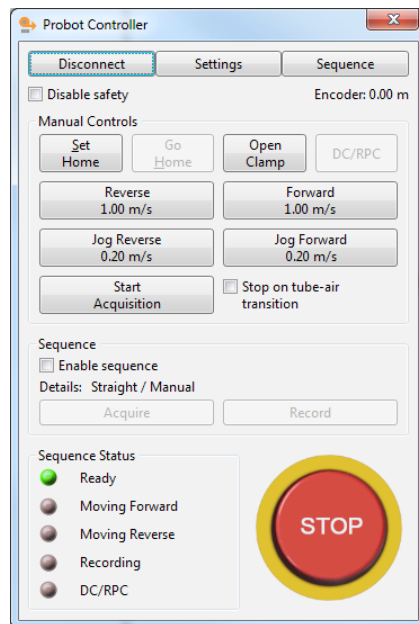 Probot Controller
Disconnect
Settings
Sequence
Disable safety
Encoder: 0.00 m
Manual Controls
Set
Home
Go
Home
Open
Clamp
DC/RPC
Reverse
1.00 m/s
Forward
1.00 m/s
Jog Reverse
0.20 m/s
Jog Forward
0.20 m/s
Start
Acquisition
Stop on tube-air
transition
Sequence
Enable sequence
Details: Straight / Manual
Acquire
Record
Sequence Status
Ready
Moving Forward
Moving Reverse
Recording
DC/RPC
STOP